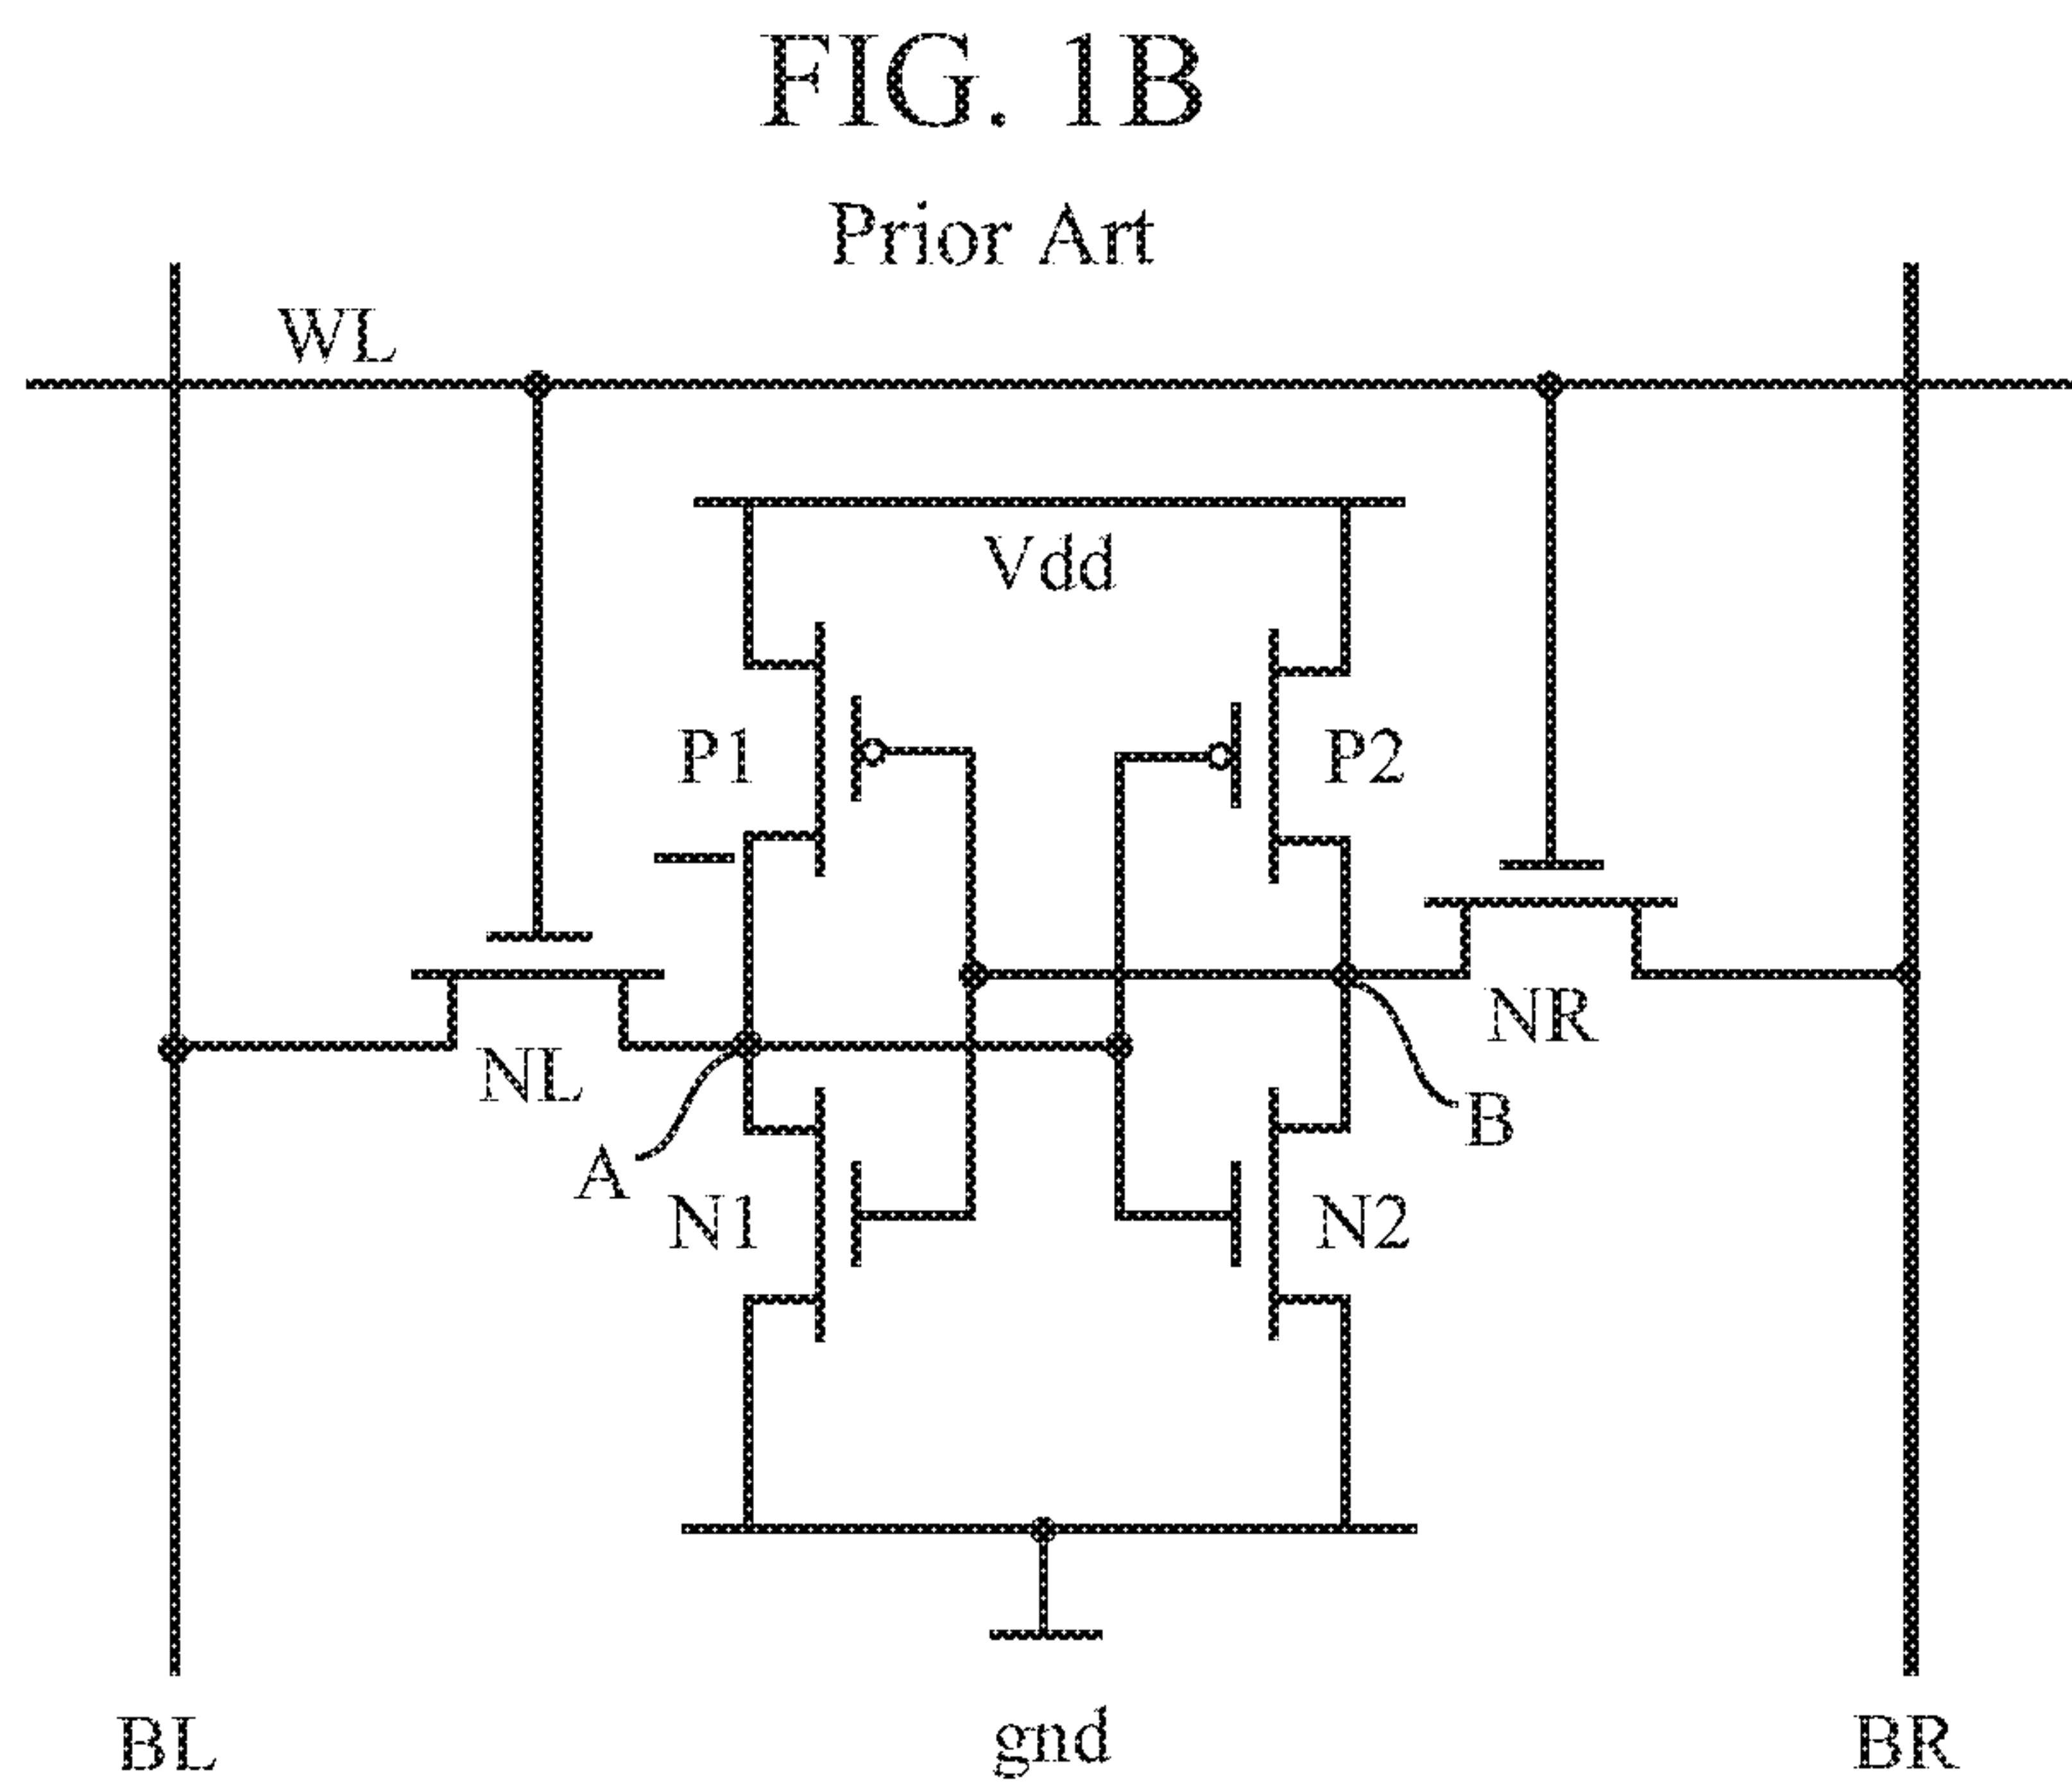 FIG. 1B
Prior Art
WL
Vdd
P1
P2
NL
NR
A
B
N1
N2
BL
gnd
BR